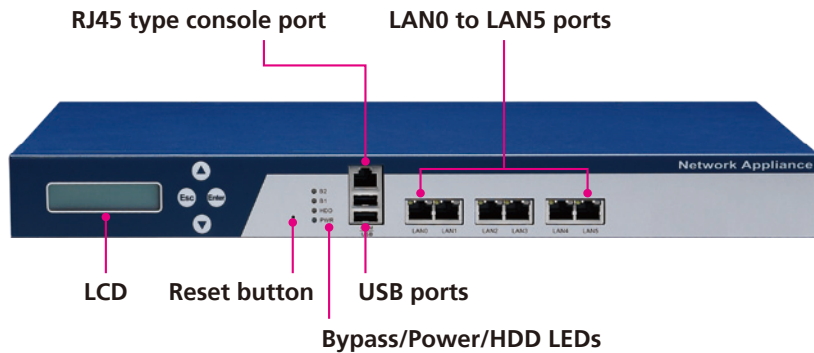 RJ45 type console port
LAN0 to LAN5 ports
Network Appliance
Esc
Enter
B2
B1
HDD
PWR
USB
LAN0 LAN1 LAN2 LAN3 LAN4 LAN5
LCD
Reset button
USB ports
Bypass/Power/HDD LEDs